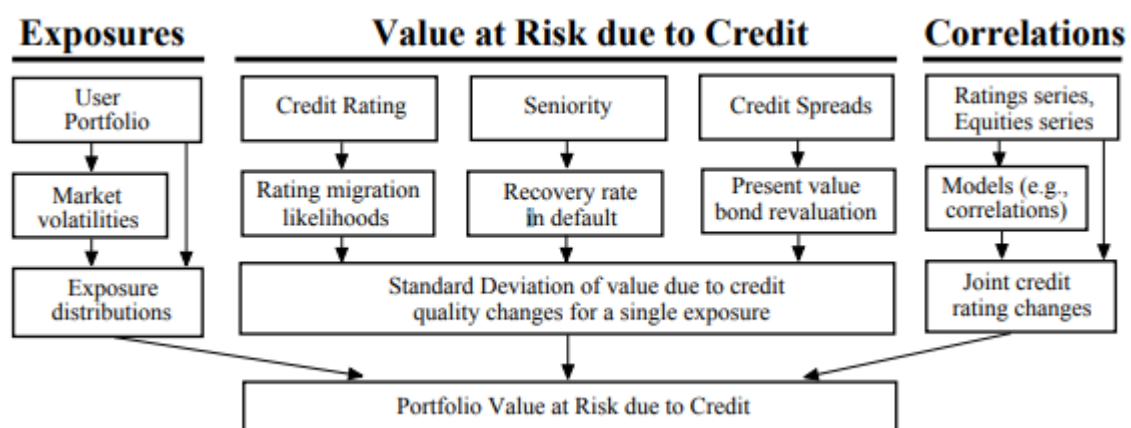 Exposures
Value at Risk due to Credit
Correlations
User
Portfolio
Market
volatilities
Exposure
distributions
Credit Rating
Seniority
Credit Spreads
Rating migration
likelihoods
Recovery rate
in default
Present value
bond revaluation
Standard Deviation of value due to credit
quality changes for a single exposure
Ratings series,
Equities series
Models (e.g.,
correlations)
Joint credit
rating changes
Portfolio Value at Risk due to Credit